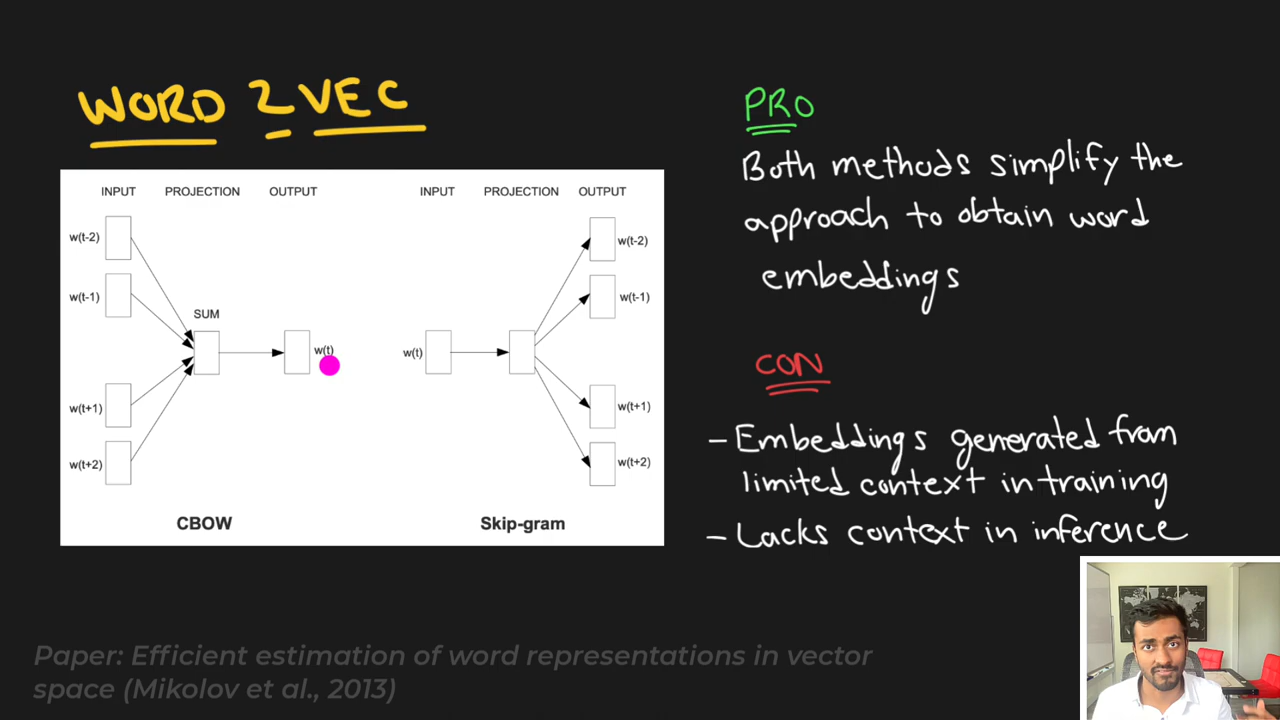 WORD 2 VEC
INPUT PROJECTION OUTPUT
w(t-2)
w(t-1)
SUM
w(t)
w(t+1)
w(t+2)
CBOW
INPUT PROJECTION OUTPUT
w(t-2)
w(t-1)
w(t)
w(t+1)
w(t+2)
Skip-gram
PRO
Both methods simplify the
approach to obtain word
embeddings
CON
- Embeddings generated from
limited context in training
- Lacks context in inference
Paper: Efficient estimation of word representations in vector
space (Mikolov et al., 2013)